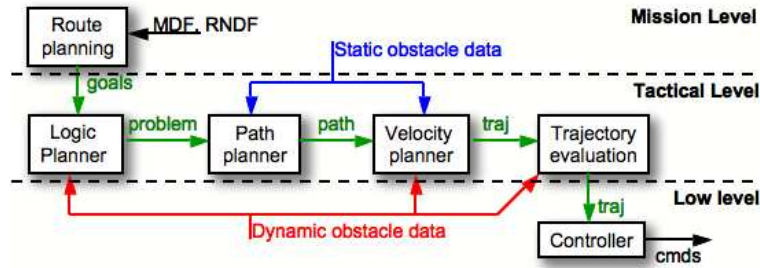 Route
planning
MDF, RNDF
Mission Level
Static obstacle data
goals
Tactical Level
Logic
Planner
problem
Path
planner
path
Velocity
planner
traj
Trajectory
evaluation
Low level
Dynamic obstacle data
traj
Controller
cmds